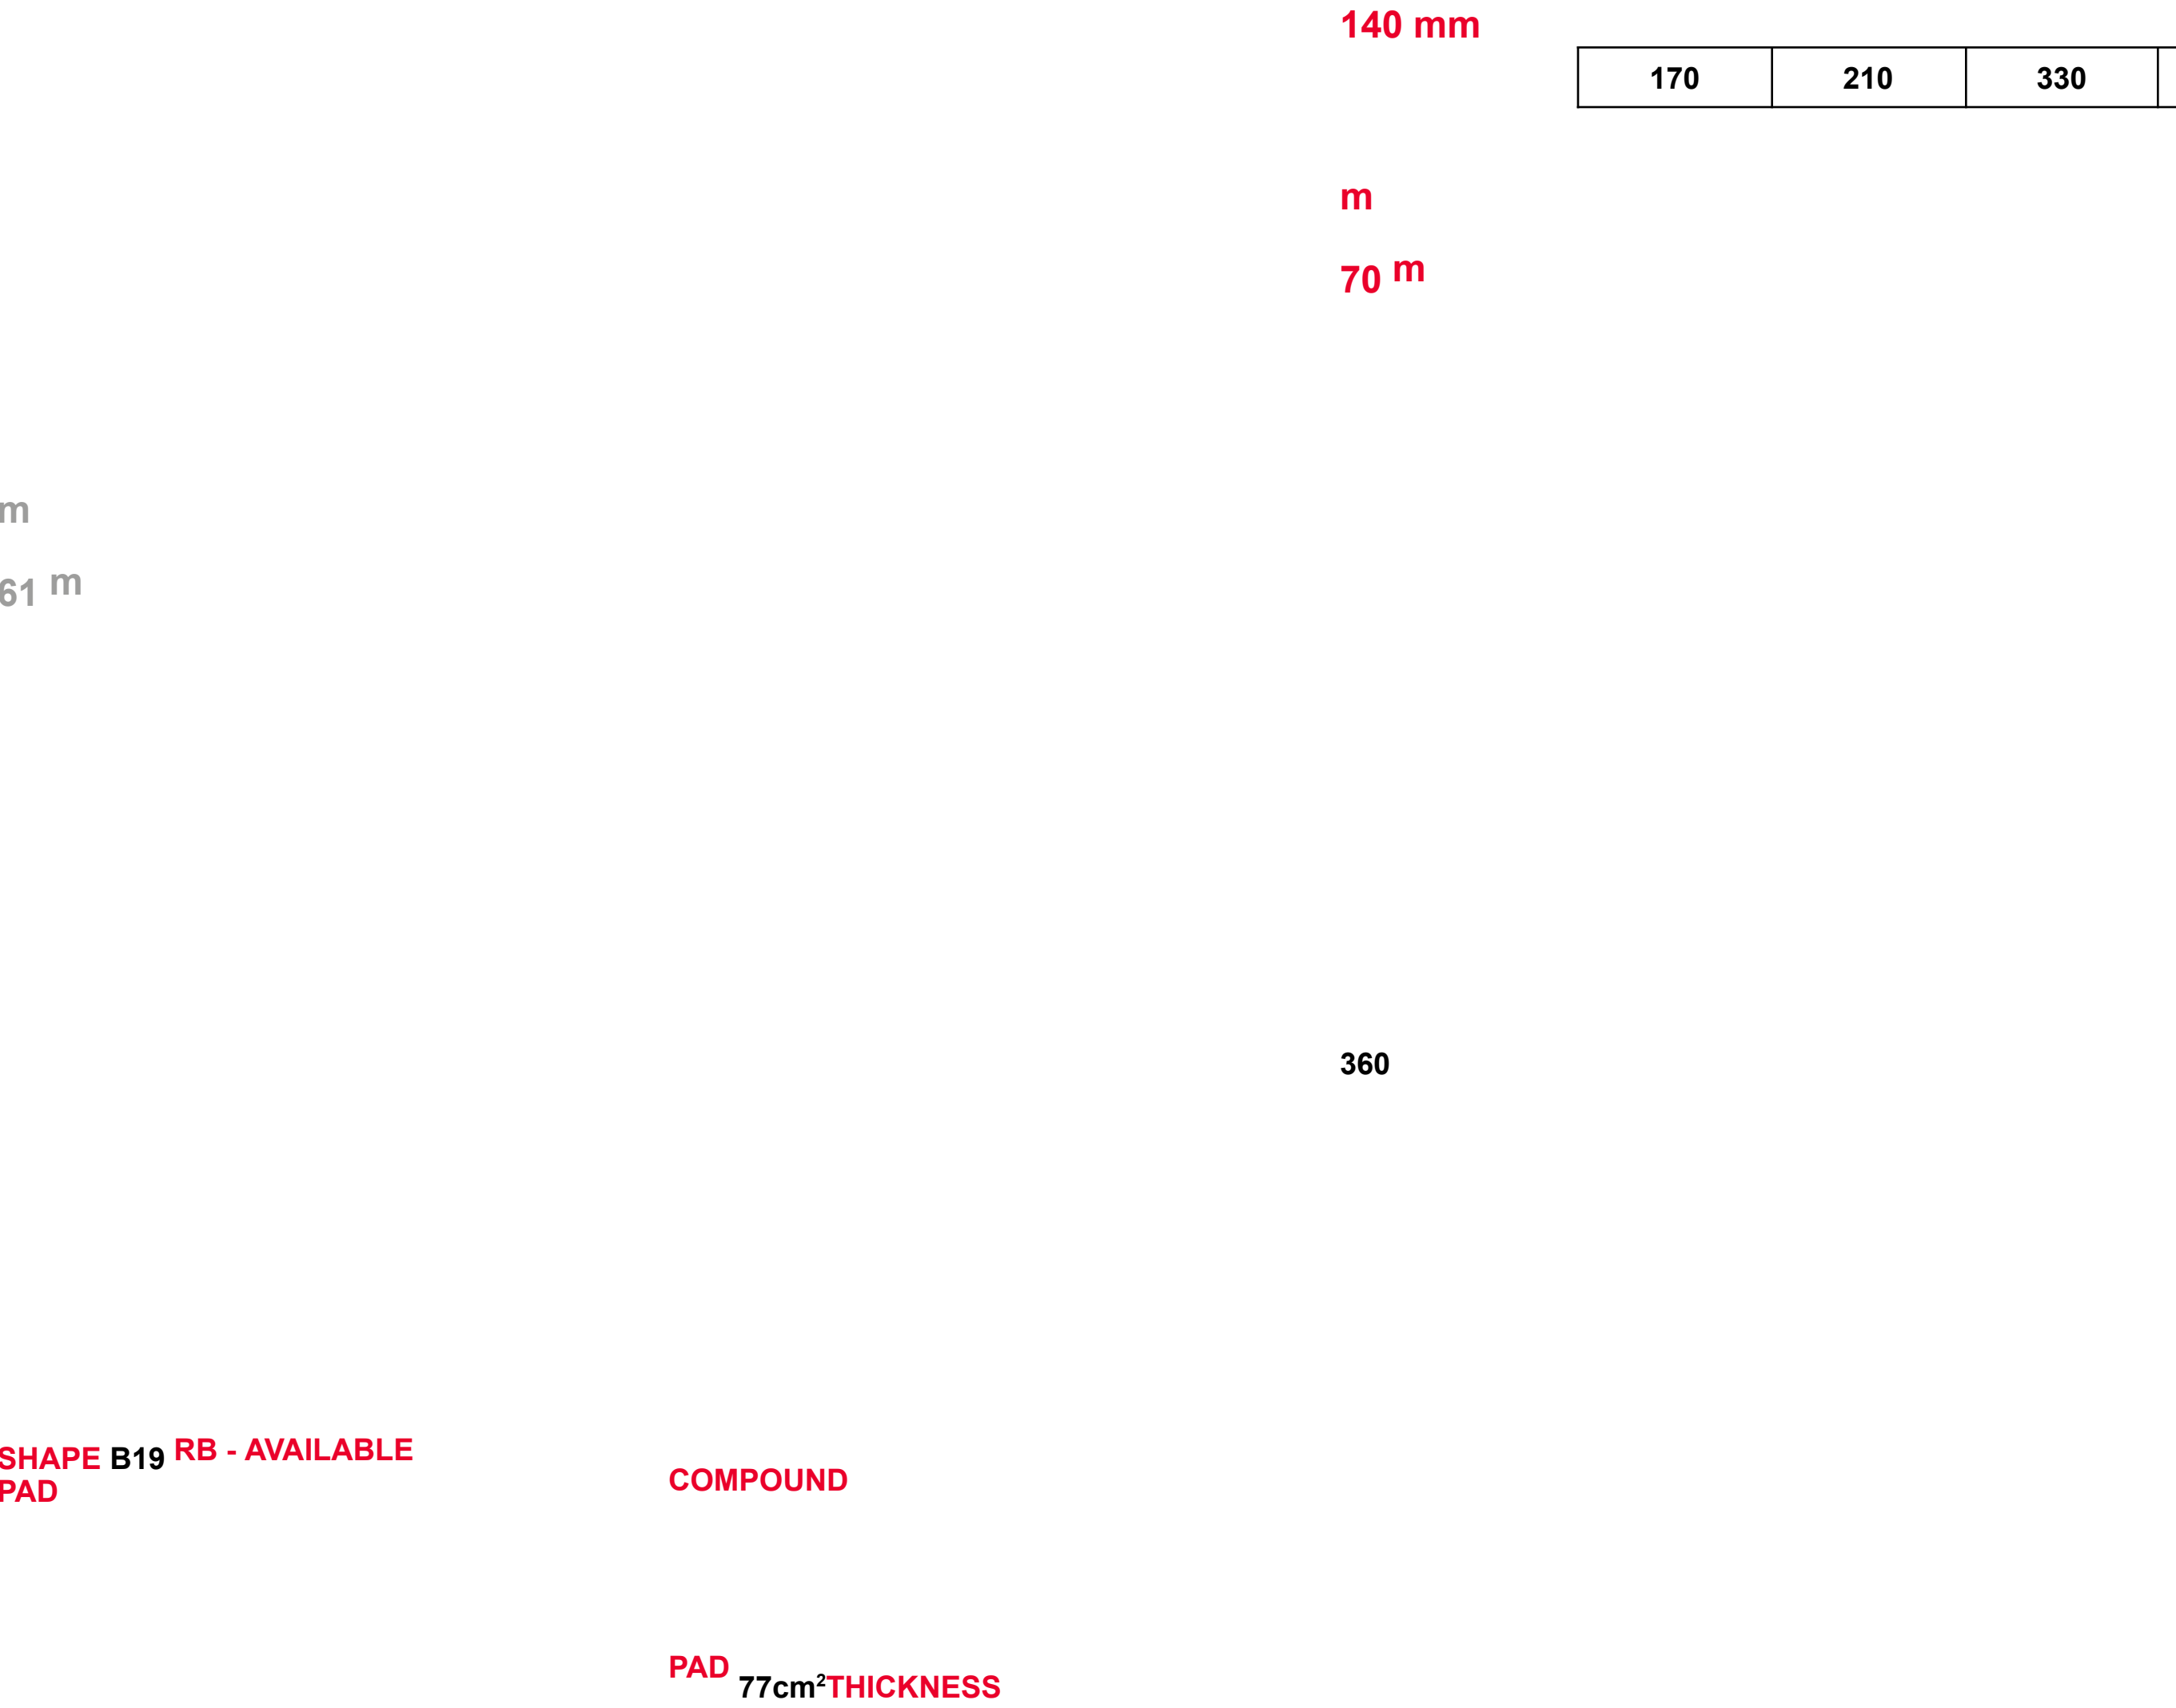 140 mm
170 210 330
m
70 m
m
61 m
360
SHAPE B19 RB - AVAILABLE
PAD
COMPOUND
PAD 77cm²THICKNESS